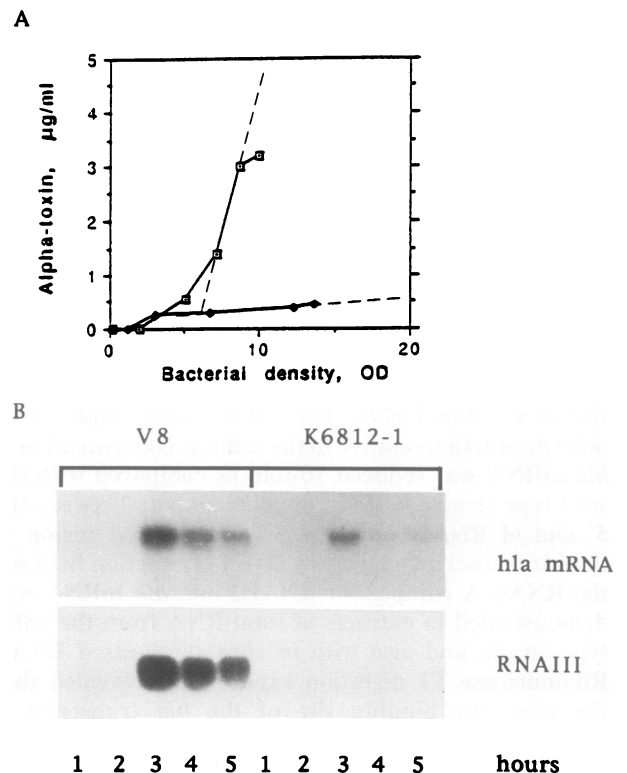 A
5
4
3
2
1
0
Alpha-toxin, µg/ml
0 10 20
Bacterial density, OD
B
V8 K6812-1
hla mRNA
RNAIII
1 2 3 4 5 1 2 3 4 5 hours